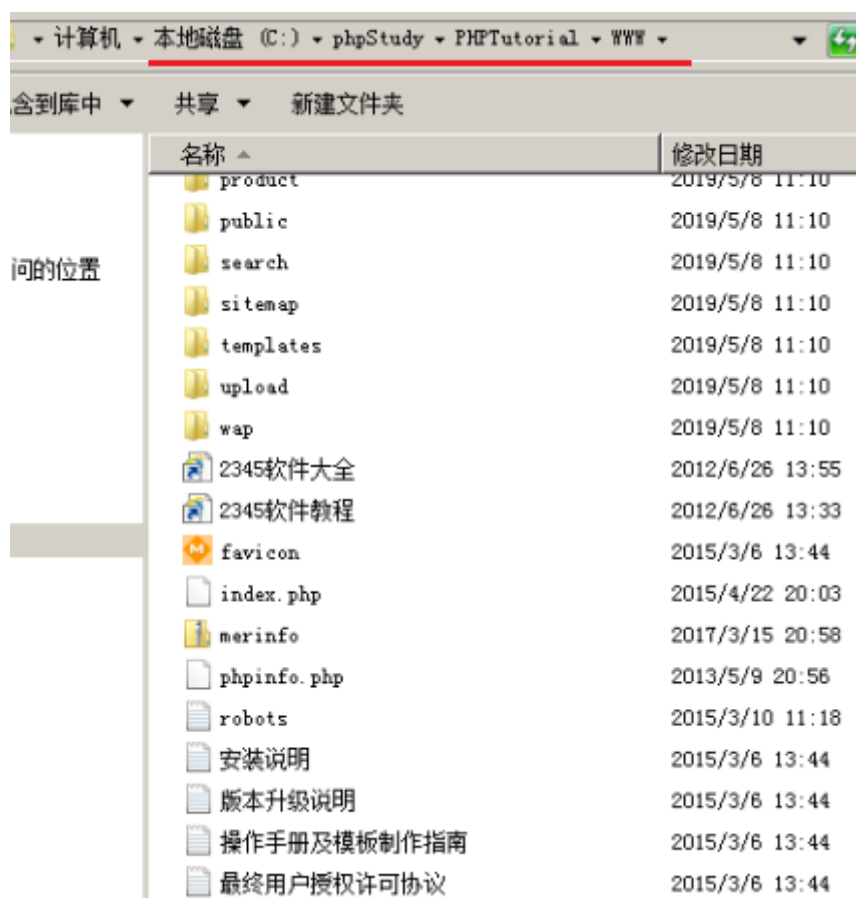 计算机 本地磁盘 (C:) phpStudy PHPTutorial WWW
含到库中 共享 新建文件夹
名称 修改日期
product 2019/5/8 11:10
public 2019/5/8 11:10
search 2019/5/8 11:10
问的位置
sitemap 2019/5/8 11:10
templates 2019/5/8 11:10
upload 2019/5/8 11:10
wap 2019/5/8 11:10
2345软件大全 2012/6/26 13:55
2345软件教程 2012/6/26 13:33
favicon 2015/3/6 13:44
index.php 2015/4/22 20:03
merinfo 2017/3/15 20:58
phpinfo.php 2013/5/9 20:56
robots 2015/3/10 11:18
安装说明 2015/3/6 13:44
版本升级说明 2015/3/6 13:44
操作手册及模板制作指南 2015/3/6 13:44
最终用户授权许可协议 2015/3/6 13:44